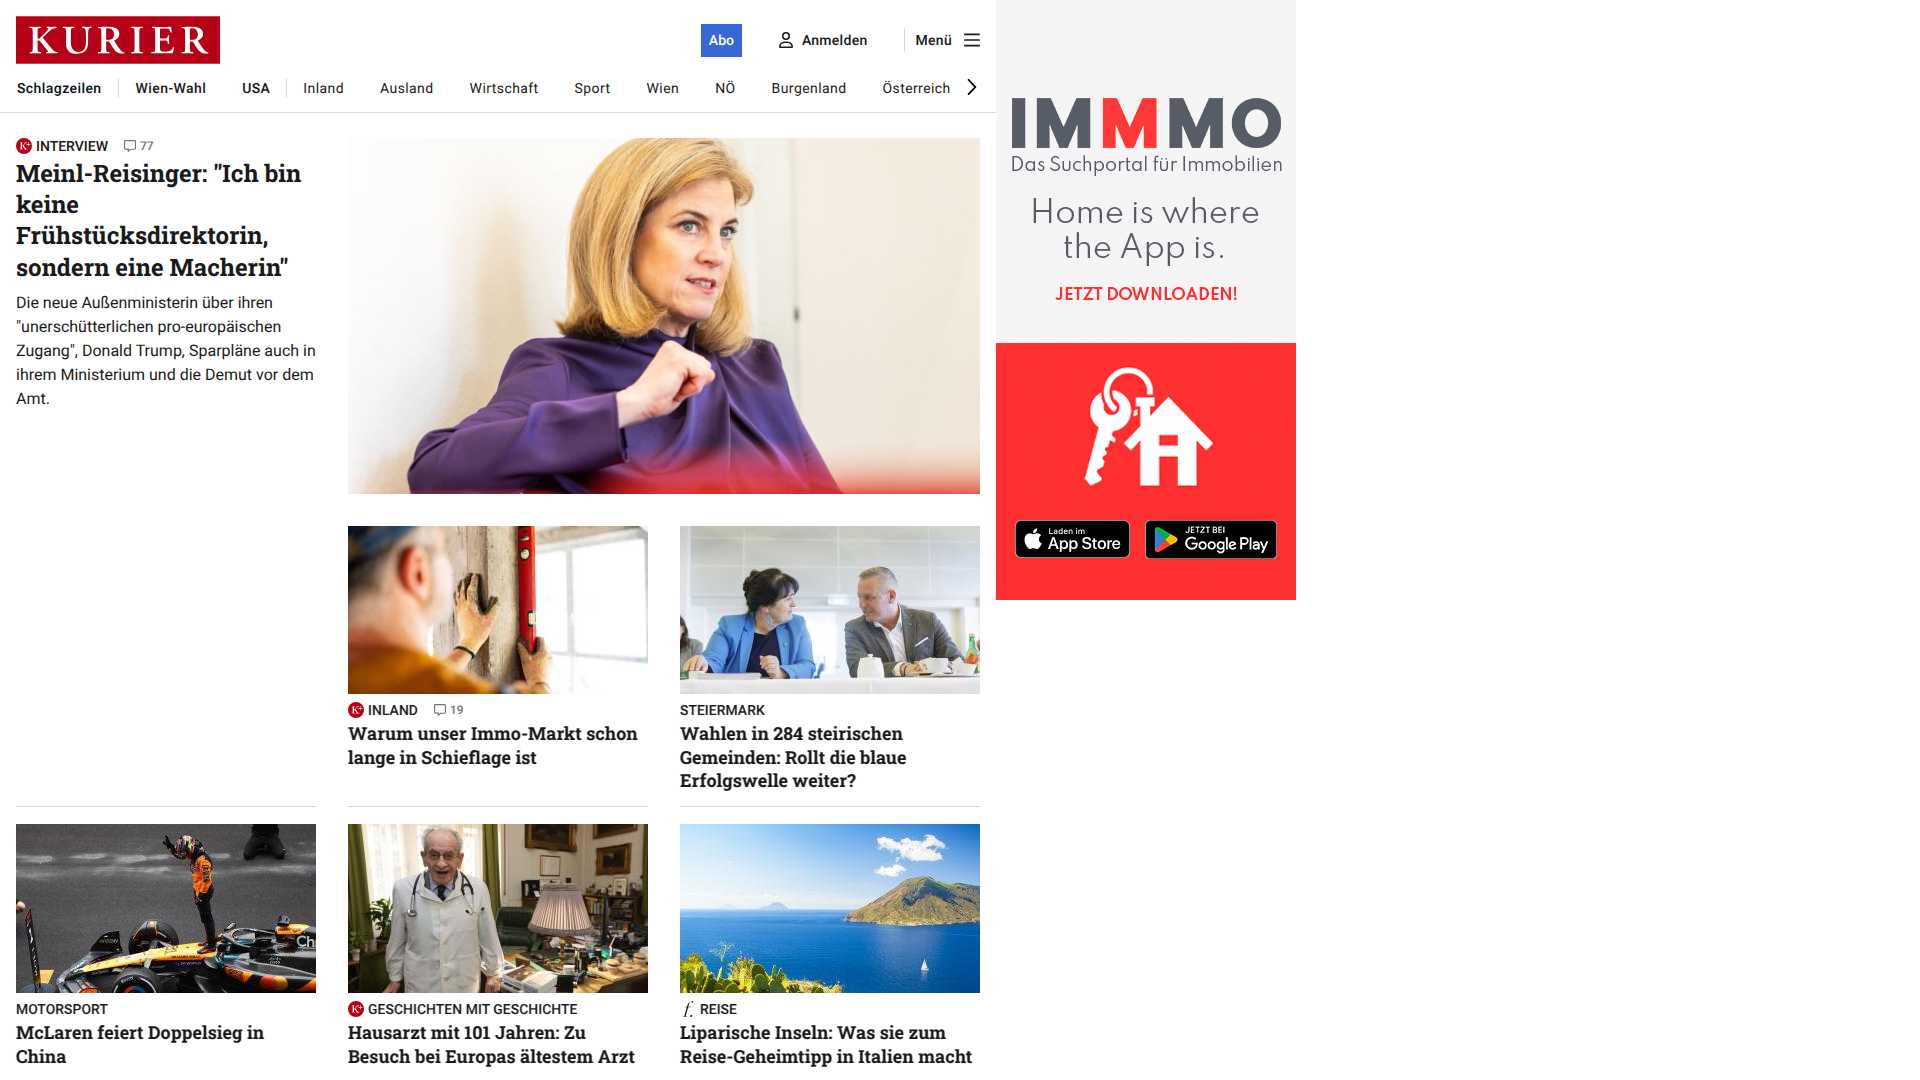 KURIER
Abo
Anmelden
Menü
Schlagzeilen
Wien-Wahl
USA
Inland
Ausland
Wirtschaft
Sport
Wien
NÖ
Burgenland
Österreich
K+ INTERVIEW 77
Meinl-Reisinger: "Ich bin
keine
Frühstücksdirektorin,
sondern eine Macherin"
Die neue Außenministerin über ihren
"unerschütterlichen pro-europäischen
Zugang", Donald Trump, Sparpläne auch in
ihrem Ministerium und die Demut vor dem
Amt.
K+ INLAND 19
Warum unser Immo-Markt schon
lange in Schieflage ist
STEIERMARK
Wahlen in 284 steirischen
Gemeinden: Rollt die blaue
Erfolgswelle weiter?
Ch
MOTORSPORT
McLaren feiert Doppelsieg in
China
K+ GESCHICHTEN MIT GESCHICHTE
Hausarzt mit 101 Jahren: Zu
Besuch bei Europas ältestem Arzt
f. REISE
Liparische Inseln: Was sie zum
Reise-Geheimtipp in Italien macht
IMMMO
Das Suchportal für Immobilien
Home is where
the App is.
JETZT DOWNLOADEN!
Laden im
App Store
JETZT BEI
Google Play